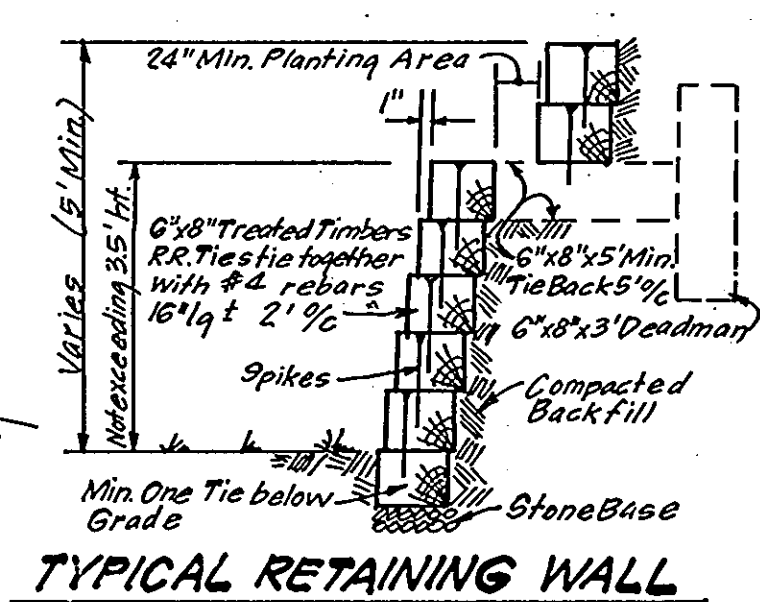 24" Min. Planting Area
1"
Varies (5' Min.)
Not exceeding 3.5' ht.
6"x8" Treated Timbers
R.R. Ties tie together
with #4 rebars
16" lg ± 2' o/c
6"x8"x5' Min.
Tie Back 5' o/c
6"x8"x3' Deadman
Spikes
Compacted
Backfill
Min. One Tie below
Grade
Stone Base
TYPICAL RETAINING WALL